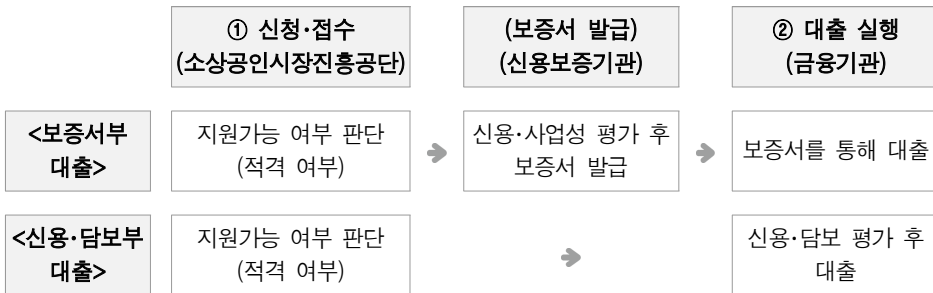 ① 신청·접수
(소상공인시장진흥공단)
(보증서 발급)
(신용보증기관)
② 대출 실행
(금융기관)
<보증서부
대출>
지원가능 여부 판단
(적격 여부)
신용·사업성 평가 후
보증서 발급
보증서를 통해 대출
<신용·담보부
대출>
지원가능 여부 판단
(적격 여부)
신용·담보 평가 후
대출